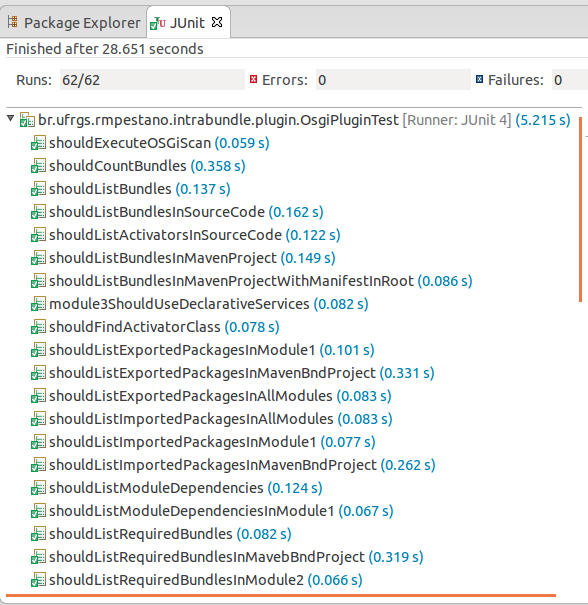 Package Explorer JUnit
Finished after 28.651 seconds
Runs: 62/62 Errors: 0 Failures: 0
br.ufrgs.rmpestano.intrabundle.plugin.OsgiPluginTest [Runner: JUnit 4] (5.215 s)
shouldExecuteOSGiScan (0.059 s)
shouldCountBundles (0.358 s)
shouldListBundles (0.137 s)
shouldListBundlesInSourceCode (0.162 s)
shouldListActivatorsInSourceCode (0.122 s)
shouldListBundlesInMavenProject (0.149 s)
shouldListBundlesInMavenProjectWithManifestInRoot (0.086 s)
module3ShouldUseDeclarativeServices (0.082 s)
shouldFindActivatorClass (0.078 s)
shouldListExportedPackagesInModule1 (0.101 s)
shouldListExportedPackagesInMavenBndProject (0.331 s)
shouldListExportedPackagesInAllModules (0.083 s)
shouldListImportedPackagesInAllModules (0.083 s)
shouldListImportedPackagesInModule1 (0.077 s)
shouldListImportedPackagesInMavenBndProject (0.262 s)
shouldListModuleDependencies (0.124 s)
shouldListModuleDependenciesInModule1 (0.067 s)
shouldListRequiredBundles (0.082 s)
shouldListRequiredBundlesInMavebBndProject (0.319 s)
shouldListRequiredBundlesInModule2 (0.066 s)